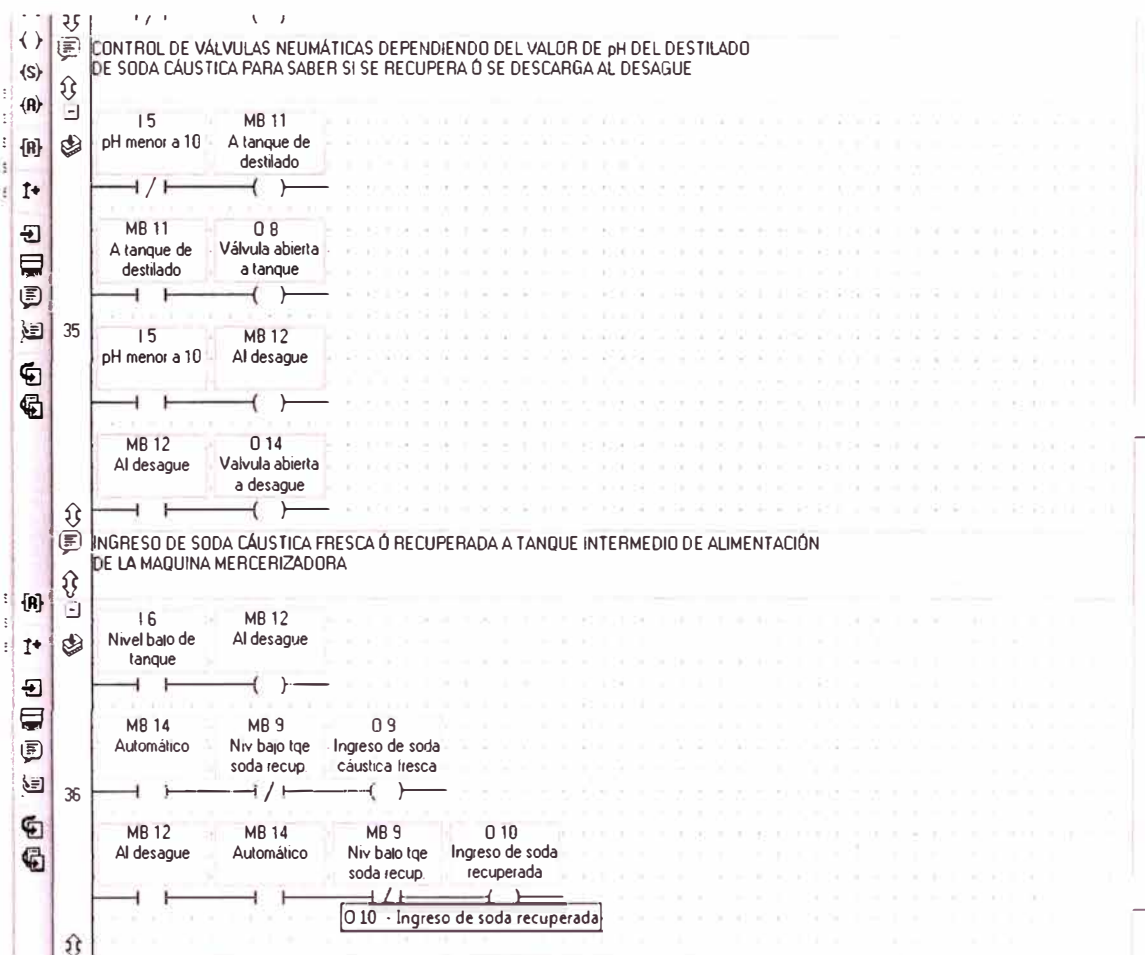 CONTROL DE VÁLVULAS NEUMÁTICAS DEPENDIENDO DEL VALOR DE pH DEL DESTILADO
DE SODA CÁUSTICA PARA SABER SI SE RECUPERA Ó SE DESCARGA AL DESAGUE
I 5 MB 11
pH menor a 10 A tanque de
destilado
MB 11 O 8
A tanque de Válvula abierta
destilado a tanque
35
I 5 MB 12
pH menor a 10 Al desague
MB 12 O 14
Al desague Valvula abierta
a desague
INGRESO DE SODA CÁUSTICA FRESCA Ó RECUPERADA A TANQUE INTERMEDIO DE ALIMENTACIÓN
DE LA MAQUINA MERCERIZADORA
I 6 MB 12
Nivel bajo de Al desague
tanque
MB 14 MB 9 O 9
Automático Niv bajo tqe Ingreso de soda
soda recup. cáustica fresca
36
MB 12 MB 14 MB 9 O 10
Al desague Automático Niv bajo tqe Ingreso de soda
soda recup. recuperada
O 10 - Ingreso de soda recuperada